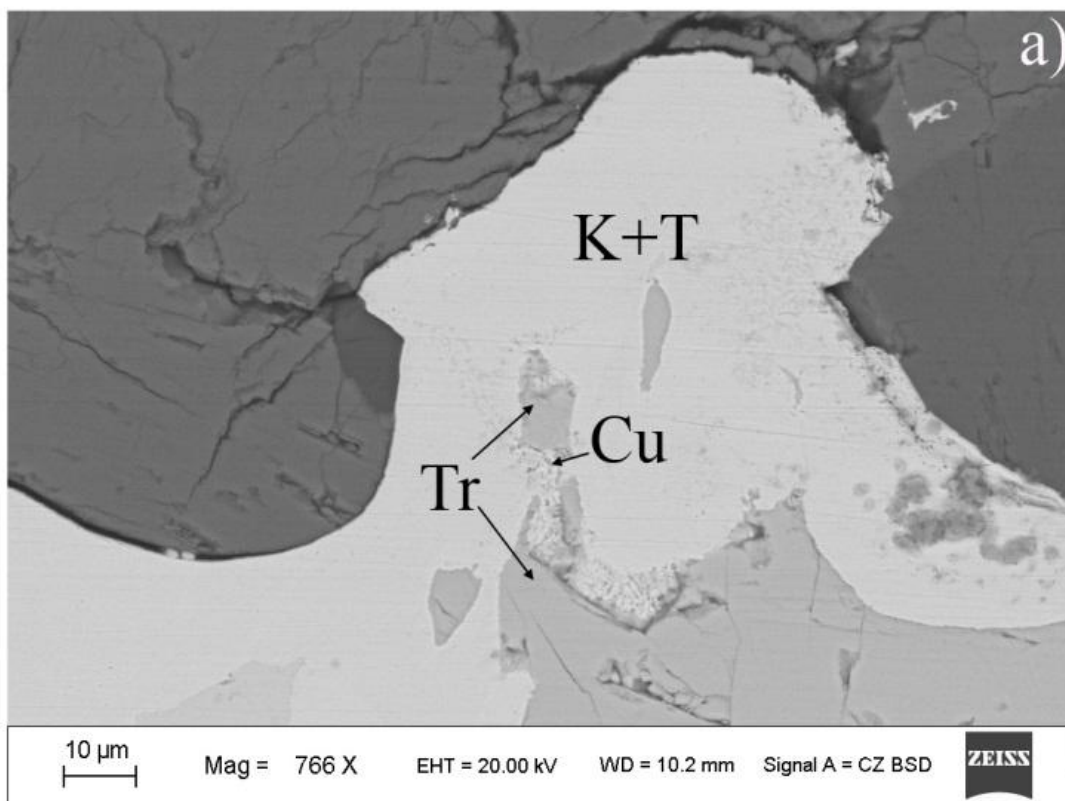 a)
K+T
Cu
Tr
10 µm
Mag = 766 X
EHT = 20.00 kV
WD = 10.2 mm
Signal A = CZ BSD
ZEISS